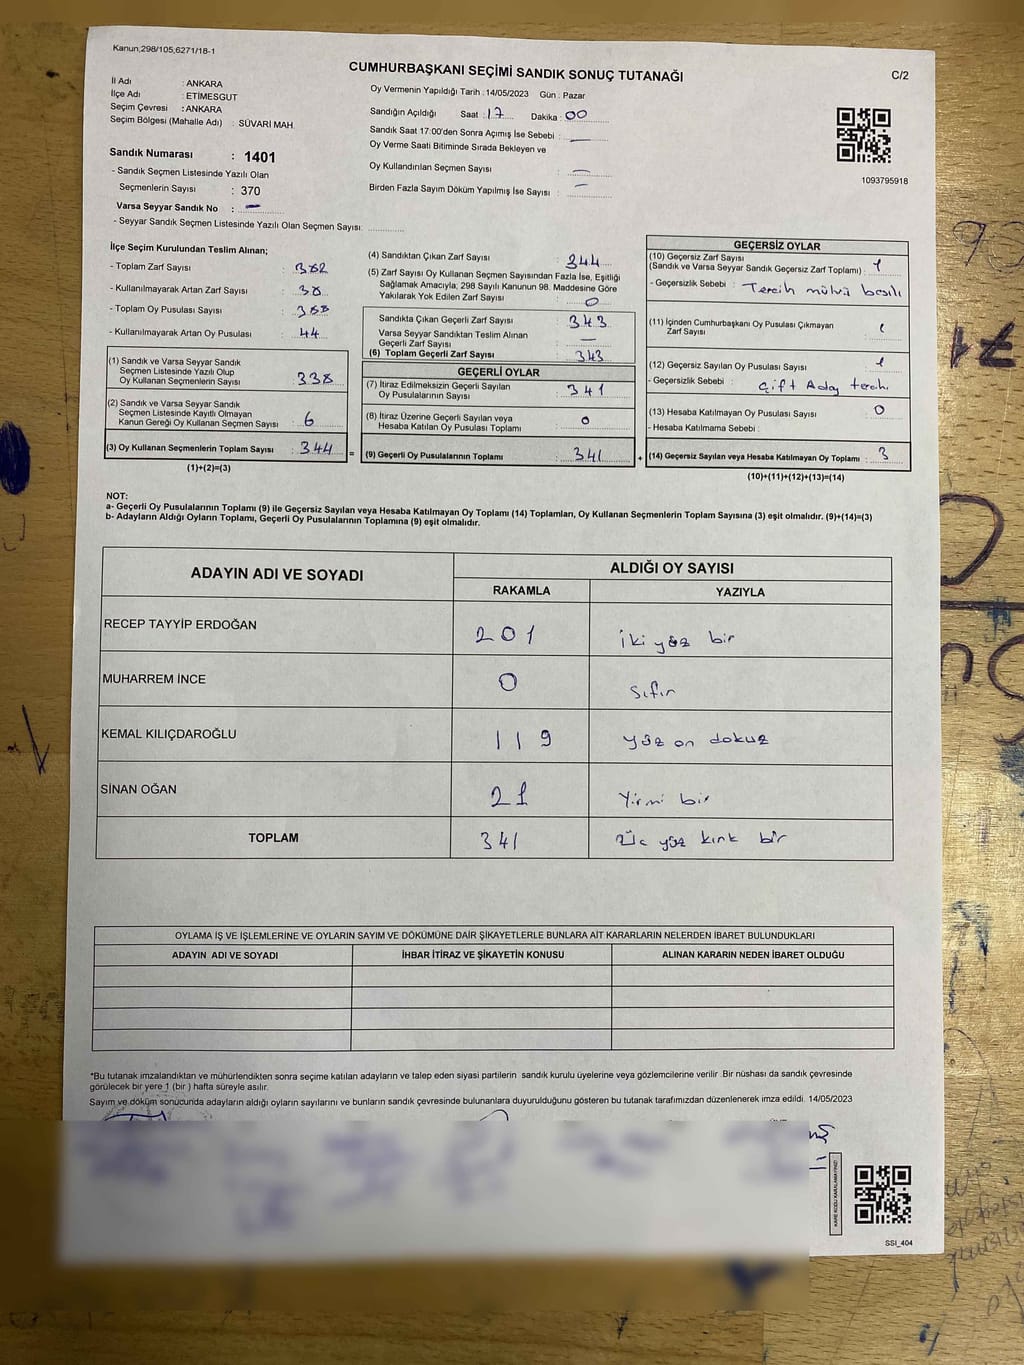 Kanun,298/105,6271/18-1
CUMHURBAŞKANI SEÇİMİ SANDIK SONUÇ TUTANAĞI
C/2
İl Adı : ANKARA
İlçe Adı : ETİMESGUT
Seçim Çevresi : ANKARA
Seçim Bölgesi (Mahalle Adı) : SÜVARİ MAH.
Sandık Numarası : 1401
- Sandık Seçmen Listesinde Yazılı Olan
Seçmenlerin Sayısı : 370
Varsa Seyyar Sandık No : —
- Seyyar Sandık Seçmen Listesinde Yazılı Olan Seçmen Sayısı:
Oy Vermenin Yapıldığı Tarih : 14/05/2023 Gün : Pazar
Sandığın Açıldığı Saat : 17 Dakika : 00
Sandık Saat 17:00'den Sonra Açımış İse Sebebi : —
Oy Verme Saati Bitiminde Sırada Bekleyen ve
Oy Kullandırılan Seçmen Sayısı : —
Birden Fazla Sayım Döküm Yapılmış İse Sayısı : —
1093795918
İlçe Seçim Kurulundan Teslim Alınan;
- Toplam Zarf Sayısı : 382
- Kullanılmayarak Artan Zarf Sayısı : 38
- Toplam Oy Pusulası Sayısı : 388
- Kullanılmayarak Artan Oy Pusulası : 44
(1) Sandık ve Varsa Seyyar Sandık
Seçmen Listesinde Yazılı Olup
Oy Kullanan Seçmenlerin Sayısı : 338
(2) Sandık ve Varsa Seyyar Sandık
Seçmen Listesinde Kayıtlı Olmayan
Kanun Gereği Oy Kullanan Seçmen Sayısı : 6
(3) Oy Kullanan Seçmenlerin Toplam Sayısı : 344
(1)+(2)=(3)
=
(4) Sandıktan Çıkan Zarf Sayısı : 344
(5) Zarf Sayısı Oy Kullanan Seçmen Sayısından Fazla İse, Eşitliği
Sağlamak Amacıyla, 298 Sayılı Kanunun 98. Maddesine Göre
Yakılarak Yok Edilen Zarf Sayısı : 0
Sandıkta Çıkan Geçerli Zarf Sayısı : 343
Varsa Seyyar Sandıktan Teslim Alınan
Geçerli Zarf Sayısı : —
(6) Toplam Geçerli Zarf Sayısı : 343
GEÇERLİ OYLAR
(7) İtiraz Edilmeksizin Geçerli Sayılan
Oy Pusulalarının Sayısı : 341
(8) İtiraz Üzerine Geçerli Sayılan veya
Hesaba Katılan Oy Pusulası Toplamı : 0
(9) Geçerli Oy Pusulalarının Toplamı : 341
+
GEÇERSİZ OYLAR
(10) Geçersiz Zarf Sayısı
(Sandık ve Varsa Seyyar Sandık Geçersiz Zarf Toplamı) : 1
- Geçersizlik Sebebi : Tercih mührü basılı
(11) İçinden Cumhurbaşkanı Oy Pusulası Çıkmayan
Zarf Sayısı : 1
(12) Geçersiz Sayılan Oy Pusulası Sayısı : 1
- Geçersizlik Sebebi : Çift Aday tercihi
(13) Hesaba Katılmayan Oy Pusulası Sayısı : 0
- Hesaba Katılmama Sebebi :
(14) Geçersiz Sayılan veya Hesaba Katılmayan Oy Toplamı : 3
(10)+(11)+(12)+(13)=(14)
NOT:
a- Geçerli Oy Pusulalarının Toplamı (9) ile Geçersiz Sayılan veya Hesaba Katılmayan Oy Toplamı (14) Toplamları, Oy Kullanan Seçmenlerin Toplam Sayısına (3) eşit olmalıdır. (9)+(14)=(3)
b- Adayların Aldığı Oyların Toplamı, Geçerli Oy Pusulalarının Toplamına (9) eşit olmalıdır.
ADAYIN ADI VE SOYADI ALDIĞI OY SAYISI
RAKAMLA YAZIYLA
RECEP TAYYİP ERDOĞAN 201 iki yüz bir
MUHARREM İNCE 0 sıfır
KEMAL KILIÇDAROĞLU 119 yüz on dokuz
SİNAN OĞAN 21 Yirmi bir
TOPLAM 341 Üç yüz kırk bir
OYLAMA İŞ VE İŞLEMLERİNE VE OYLARIN SAYIM VE DÖKÜMÜNE DAİR ŞİKAYETLERLE BUNLARA AİT KARARLARIN NELERDEN İBARET BULUNDUKLARI
ADAYIN ADI VE SOYADI İHBAR İTİRAZ VE ŞİKAYETİN KONUSU ALINAN KARARIN NEDEN İBARET OLDUĞU
*Bu tutanak imzalandıktan ve mühürlendikten sonra seçime katılan adayların ve talep eden siyasi partilerin sandık kurulu üyelerine veya gözlemcilerine verilir .Bir nüshası da sandık çevresinde
görülecek bir yere 1 (bir ) hafta süreyle asılır.
Sayım ve döküm sonucunda adayların aldığı oyların sayılarını ve bunların sandık çevresinde bulunanlara duyurulduğunu gösteren bu tutanak tarafımızdan düzenlenerek imza edildi. 14/05/2023
KARE KODU KARALAMAYINIZ!
SSİ_404